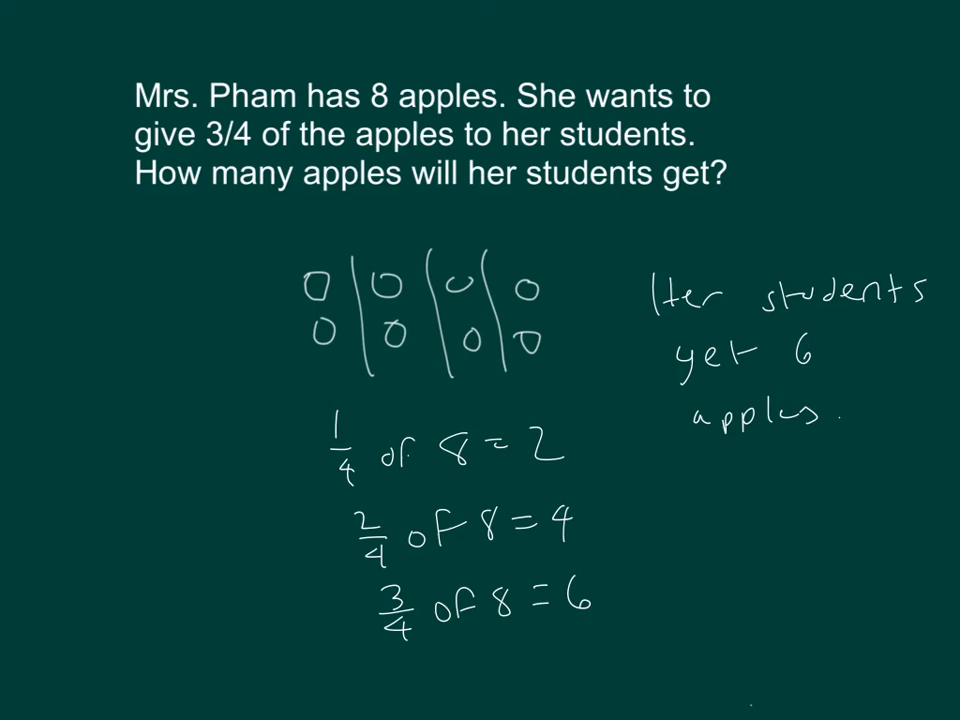 Mrs. Pham has 8 apples. She wants to
give 3/4 of the apples to her students.
How many apples will her students get?
Her students
get 6
apples.
1/4 of 8 = 2
2/4 of 8 = 4
3/4 of 8 = 6